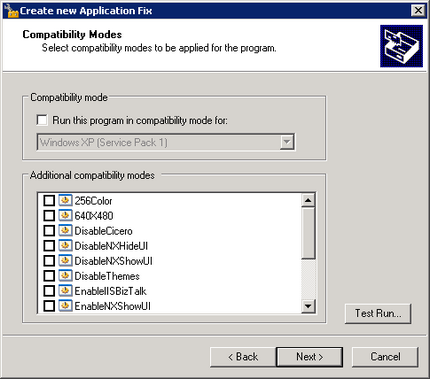 Create new Application Fix
Compatibility Modes
Select compatibility modes to be applied for the program.
Compatibility mode
Run this program in compatibility mode for:
Windows XP (Service Pack 1)
Additional compatibility modes
256Color
640X480
DisableCicero
DisableNXHideUI
DisableNXShowUI
DisableThemes
EnableIISBizTalk
EnableNXShowUI
Test Run...
< Back
Next >
Cancel